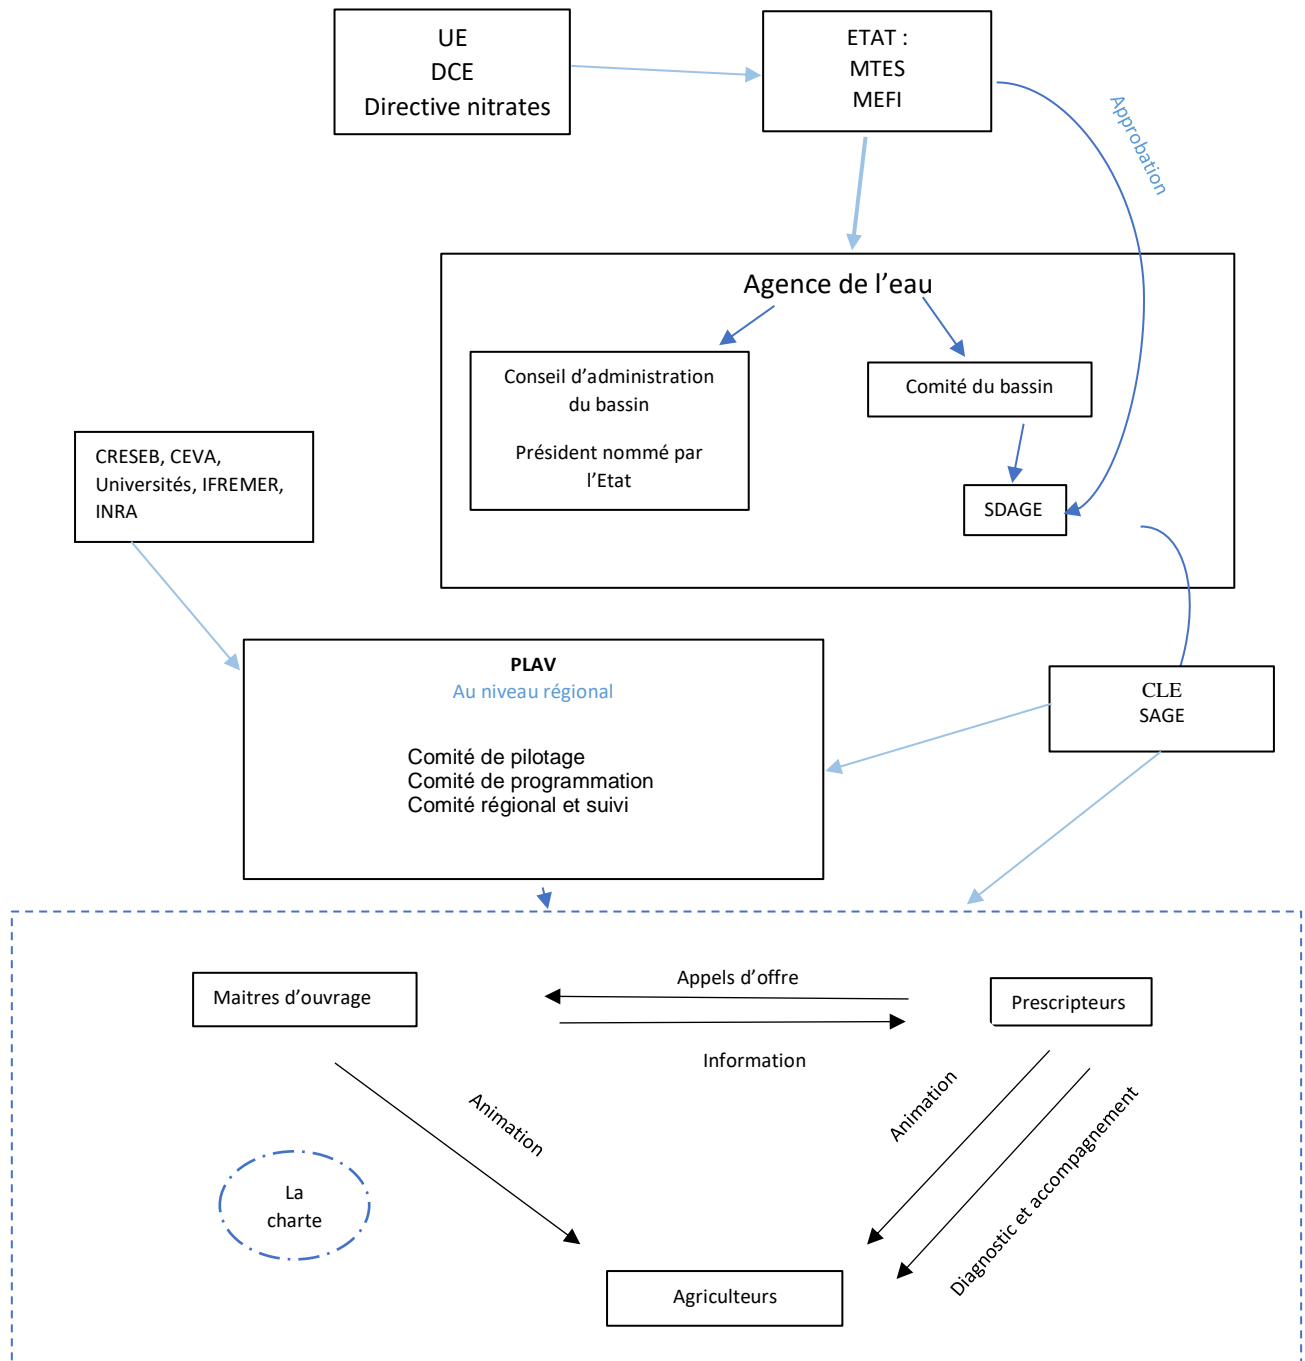 UE
DCE
Directive nitrates
ETAT :
MTES
MEFI
Approbation
Agence de l’eau
Conseil d’administration
du bassin
Président nommé par
l’Etat
Comité du bassin
SDAGE
CRESEB, CEVA,
Universités, IFREMER,
INRA
PLAV
Au niveau régional
Comité de pilotage
Comité de programmation
Comité régional et suivi
CLE
SAGE
Maitres d’ouvrage
Appels d’offre
Information
Prescripteurs
Animation
Animation
Diagnostic et accompagnement
La
charte
Agriculteurs